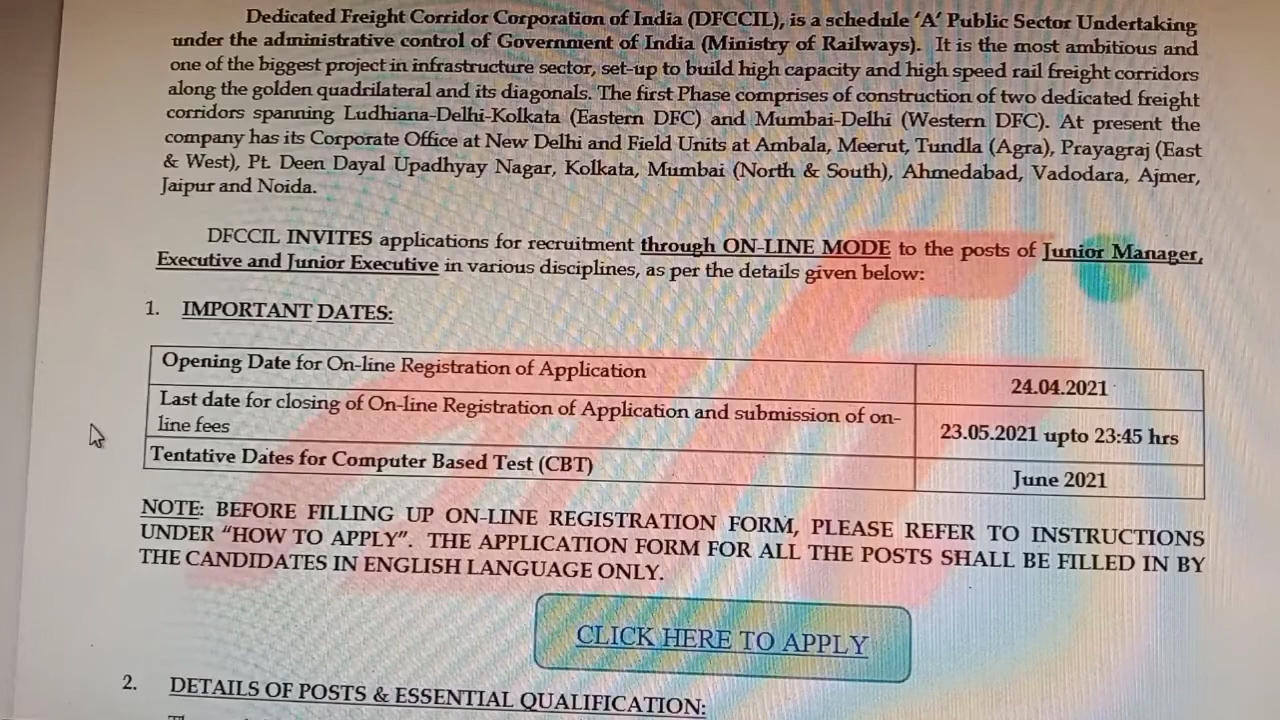 Dedicated Freight Corridor Corporation of India (DFCCIL), is a schedule 'A' Public Sector Undertaking
under the administrative control of Government of India (Ministry of Railways). It is the most ambitious and
one of the biggest project in infrastructure sector, set-up to build high capacity and high speed rail freight corridors
along the golden quadrilateral and its diagonals. The first Phase comprises of construction of two dedicated freight
corridors spanning Ludhiana-Delhi-Kolkata (Eastern DFC) and Mumbai-Delhi (Western DFC). At present the
company has its Corporate Office at New Delhi and Field Units at Ambala, Meerut, Tundla (Agra), Prayagraj (East
& West), Pt. Deen Dayal Upadhyay Nagar, Kolkata, Mumbai (North & South), Ahmedabad, Vadodara, Ajmer,
Jaipur and Noida.
DFCCIL INVITES applications for recruitment through ON-LINE MODE to the posts of Junior Manager,
Executive and Junior Executive in various disciplines, as per the details given below:
1. IMPORTANT DATES:
Opening Date for On-line Registration of Application 24.04.2021
Last date for closing of On-line Registration of Application and submission of on-
line fees 23.05.2021 upto 23:45 hrs
Tentative Dates for Computer Based Test (CBT) June 2021
NOTE: BEFORE FILLING UP ON-LINE REGISTRATION FORM, PLEASE REFER TO INSTRUCTIONS
UNDER "HOW TO APPLY". THE APPLICATION FORM FOR ALL THE POSTS SHALL BE FILLED IN BY
THE CANDIDATES IN ENGLISH LANGUAGE ONLY.
CLICK HERE TO APPLY
2. DETAILS OF POSTS & ESSENTIAL QUALIFICATION: